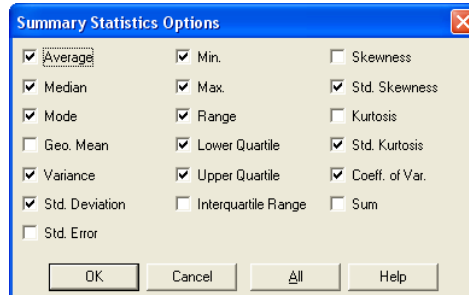 Summary Statistics Options
Average
Min.
Skewness
Median
Max.
Std. Skewness
Mode
Range
Kurtosis
Geo. Mean
Lower Quartile
Std. Kurtosis
Variance
Upper Quartile
Coeff. of Var.
Std. Deviation
Interquartile Range
Sum
Std. Error
OK
Cancel
All
Help